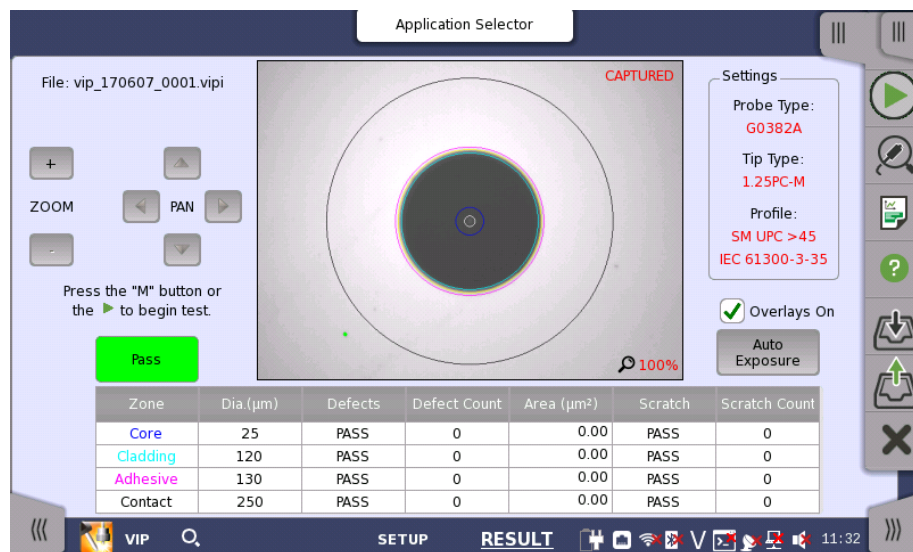 Application Selector
File: vip_170607_0001.vipi
CAPTURED
Settings
Probe Type:
G0382A
Tip Type:
1.25PC-M
Profile:
SM UPC >45
IEC 61300-3-35
+
ZOOM
PAN
-
Press the "M" button or
the ▶ to begin test.
Pass
100%
Overlays On
Auto
Exposure
Zone Dia.(μm) Defects Defect Count Area (μm²) Scratch Scratch Count
Core 25 PASS 0 0.00 PASS 0
Cladding 120 PASS 0 0.00 PASS 0
Adhesive 130 PASS 0 0.00 PASS 0
Contact 250 PASS 0 0.00 PASS 0
VIP SETUP RESULT V 11:32